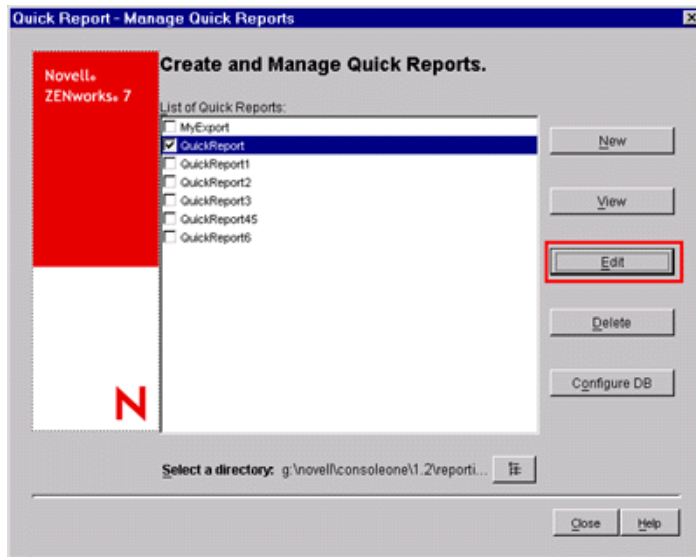 Quick Report - Manage Quick Reports
Novell®
ZENworks® 7
Create and Manage Quick Reports.
List of Quick Reports:
MyExport
QuickReport
QuickReport1
QuickReport2
QuickReport3
QuickReport45
QuickReport6
New
View
Edit
Delete
Configure DB
N
Select a directory: g:\novell\consoleone\1.2\reporti...
Close
Help